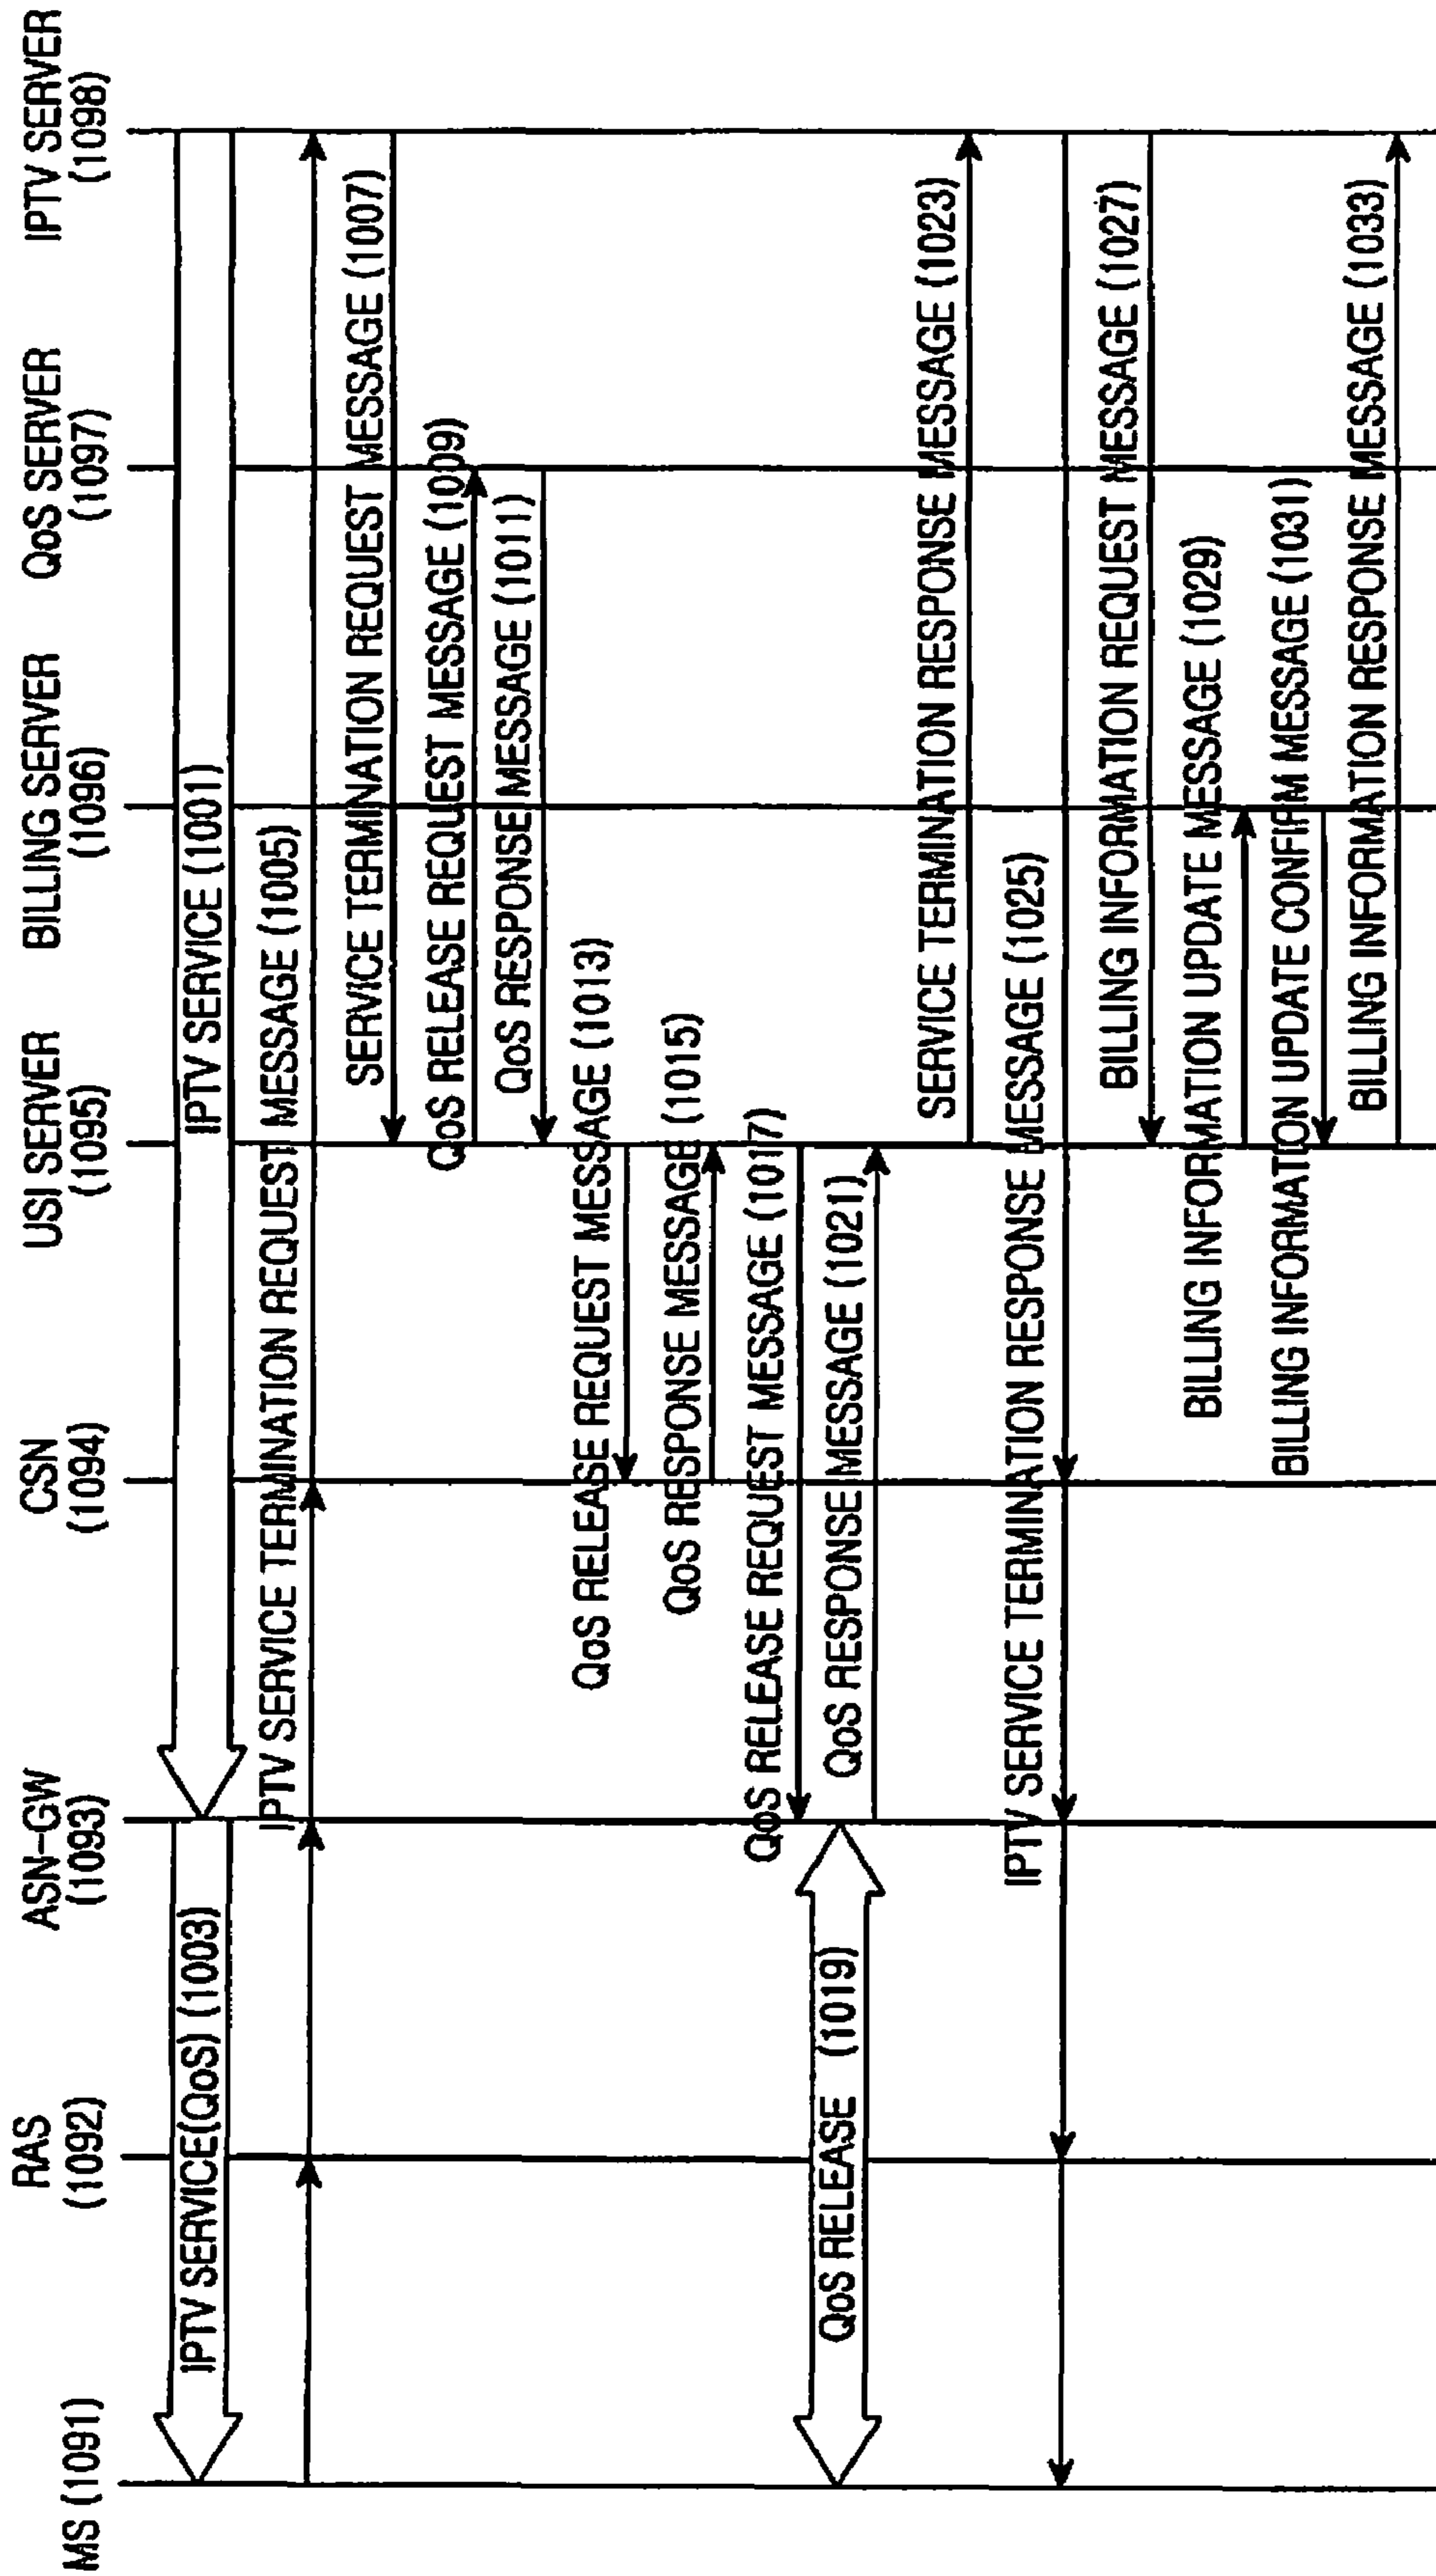 MS (1091)
RAS
(1092)
ASN-GW
(1093)
CSN
(1094)
USI SERVER
(1095)
BILLING SERVER
(1096)
QoS SERVER
(1097)
IPTV SERVER
(1098)
IPTV SERVICE (1001)
IPTV SERVICE(QoS) (1003)
IPTV SERVICE TERMINATION REQUEST MESSAGE (1005)
SERVICE TERMINATION REQUEST MESSAGE (1007)
QoS RELEASE REQUEST MESSAGE (1009)
QoS RESPONSE MESSAGE (1011)
QoS RELEASE REQUEST MESSAGE (1013)
QoS RESPONSE MESSAGE (1015)
QoS RELEASE REQUEST MESSAGE (1017)
QoS RELEASE (1019)
QoS RESPONSE MESSAGE (1021)
SERVICE TERMINATION RESPONSE MESSAGE (1023)
IPTV SERVICE TERMINATION RESPONSE MESSAGE (1025)
BILLING INFORMATION REQUEST MESSAGE (1027)
BILLING INFORMATION UPDATE MESSAGE (1029)
BILLING INFORMATION UPDATE CONFIRM MESSAGE (1031)
BILLING INFORMATION RESPONSE MESSAGE (1033)